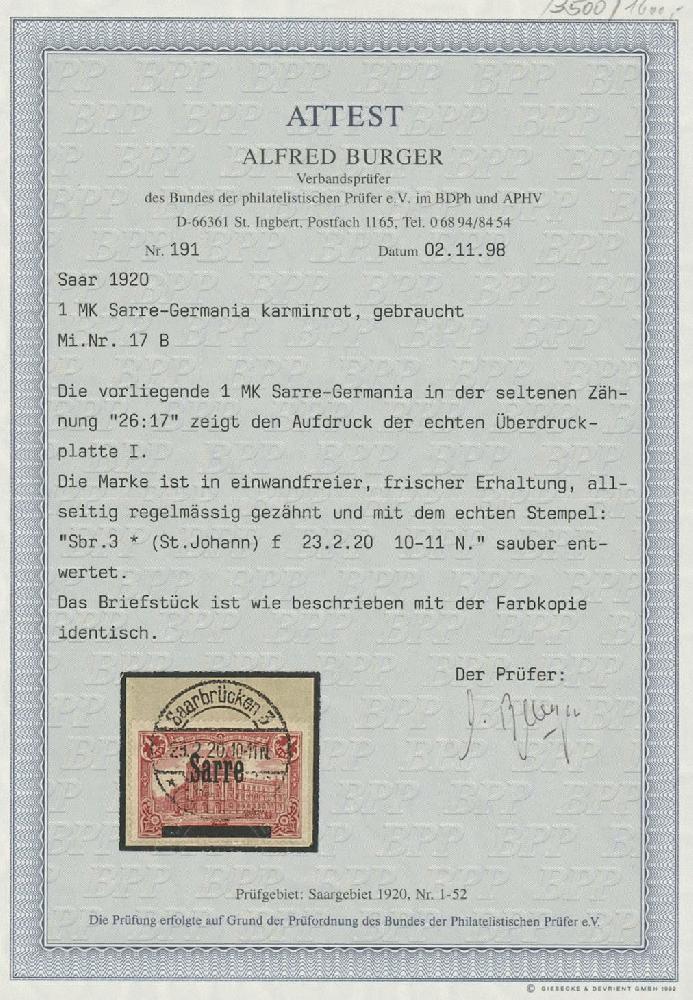 3500/1600,-
ATTEST
ALFRED BURGER
Verbandsprüfer
des Bundes der philatelistischen Prüfer e.V. im BDPh und APHV
D-66361 St. Ingbert, Postfach 1165, Tel. 0 68 94/84 54
Nr. 191 Datum 02.11.98
Saar 1920
1 MK Sarre-Germania karminrot, gebraucht
Mi.Nr. 17 B
Die vorliegende 1 MK Sarre-Germania in der seltenen Zäh-
nung "26:17" zeigt den Aufdruck der echten Überdruck-
platte I.
Die Marke ist in einwandfreier, frischer Erhaltung, all-
seitig regelmässig gezähnt und mit dem echten Stempel:
"Sbr.3 * (St.Johann) f 23.2.20 10-11 N." sauber ent-
wertet.
Das Briefstück ist wie beschrieben mit der Farbkopie
identisch.
Der Prüfer:
Saarbrücken 3
23.2.20.10-11 N
Sarre
Prüfgebiet: Saargebiet 1920, Nr. 1-52
Die Prüfung erfolgte auf Grund der Prüfordnung des Bundes der Philatelistischen Prüfer e.V.
© GIESECKE & DEVRIENT GMBH 1992